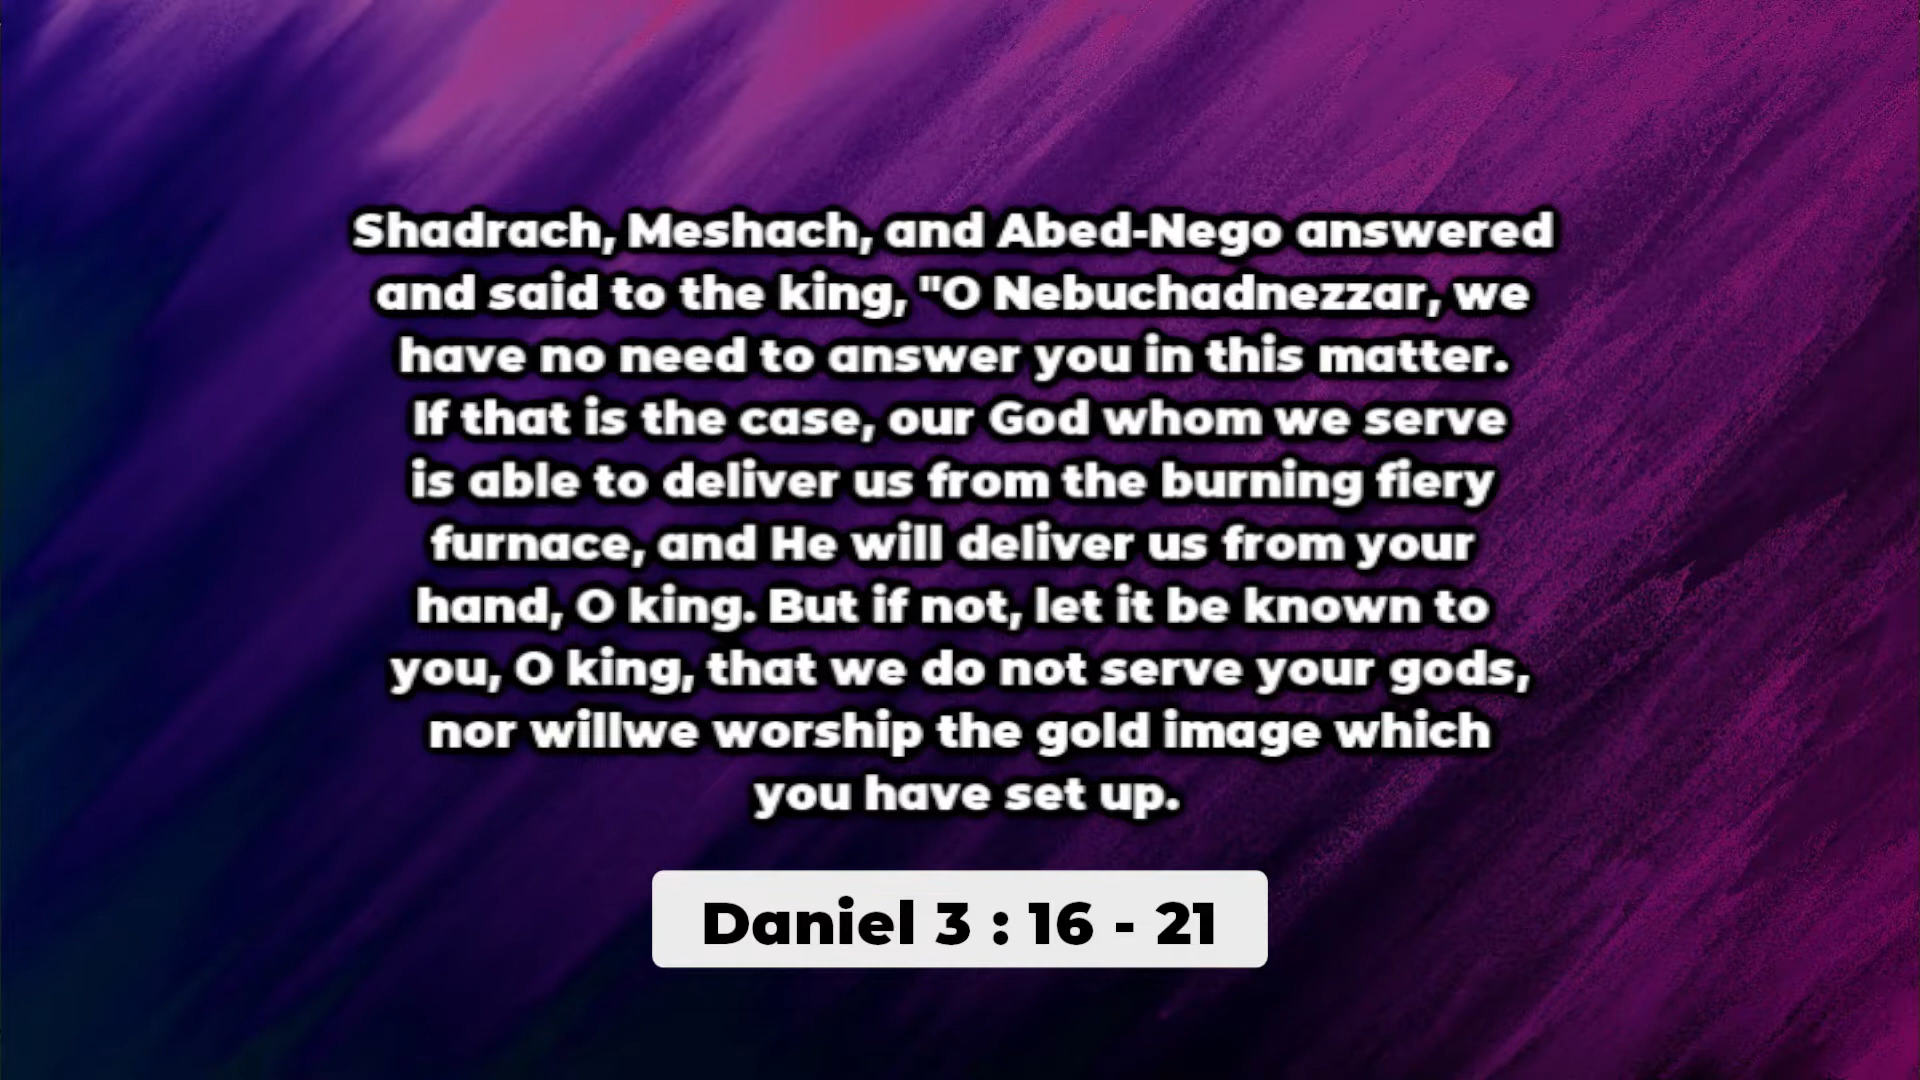 Shadrach, Meshach, and Abed-Nego answered
and said to the king, "O Nebuchadnezzar, we
have no need to answer you in this matter.
If that is the case, our God whom we serve
is able to deliver us from the burning fiery
furnace, and He will deliver us from your
hand, O king. But if not, let it be known to
you, O king, that we do not serve your gods,
nor willwe worship the gold image which
you have set up.
Daniel 3 : 16 - 21